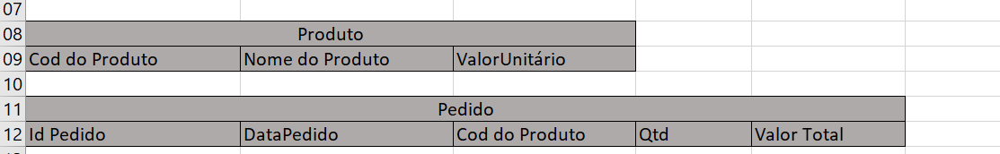 07
08 Produto
09 Cod do Produto Nome do Produto ValorUnitário
10
11 Pedido
12 Id Pedido DataPedido Cod do Produto Qtd Valor Total